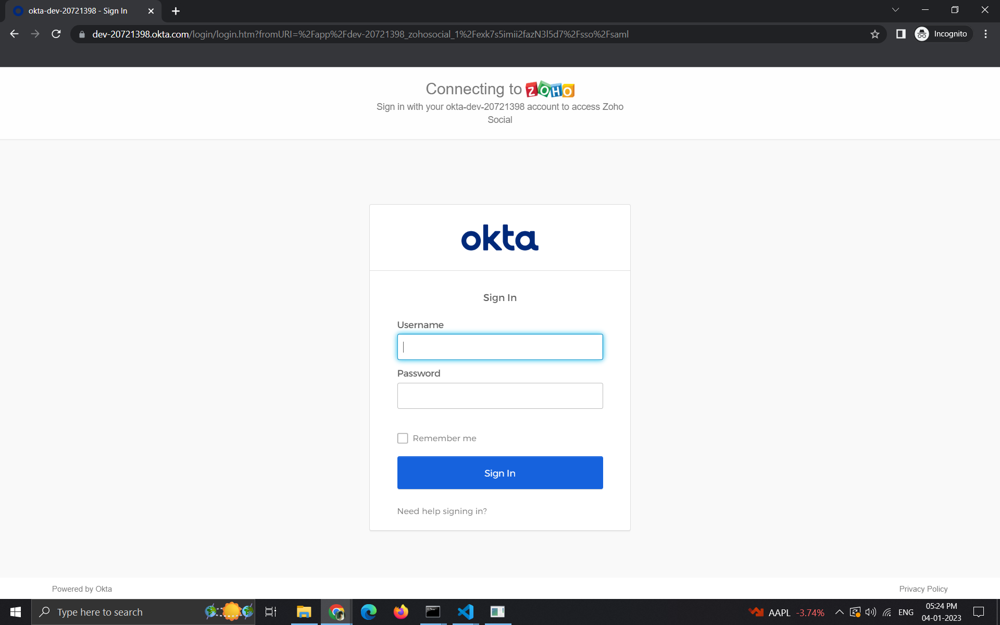 okta-dev-20721398 - Sign In
dev-20721398.okta.com/login/login.htm?fromURI=%2Fapp%2Fdev-20721398_zohosocial_1%2Fexk7s5imii2fazN3l5d7%2Fsso%2Fsaml
Incognito
Connecting to ZOHO
Sign in with your okta-dev-20721398 account to access Zoho
Social
okta
Sign In
Username
Password
Remember me
Sign In
Need help signing in?
Powered by Okta
Privacy Policy
Type here to search
AAPL -3.74%
ENG
05:24 PM
04-01-2023